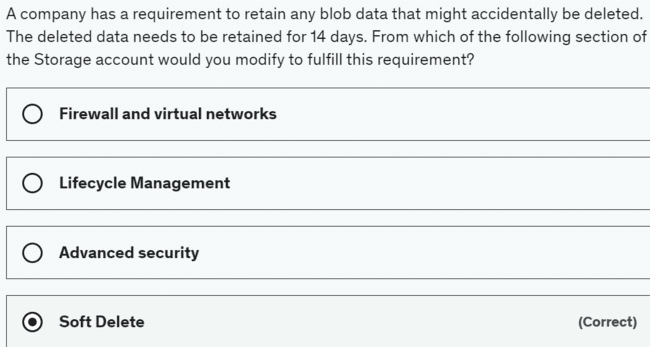 A company has a requirement to retain any blob data that might accidentally be deleted.
The deleted data needs to be retained for 14 days. From which of the following section of
the Storage account would you modify to fulfill this requirement?
Firewall and virtual networks
Lifecycle Management
Advanced security
Soft Delete (Correct)